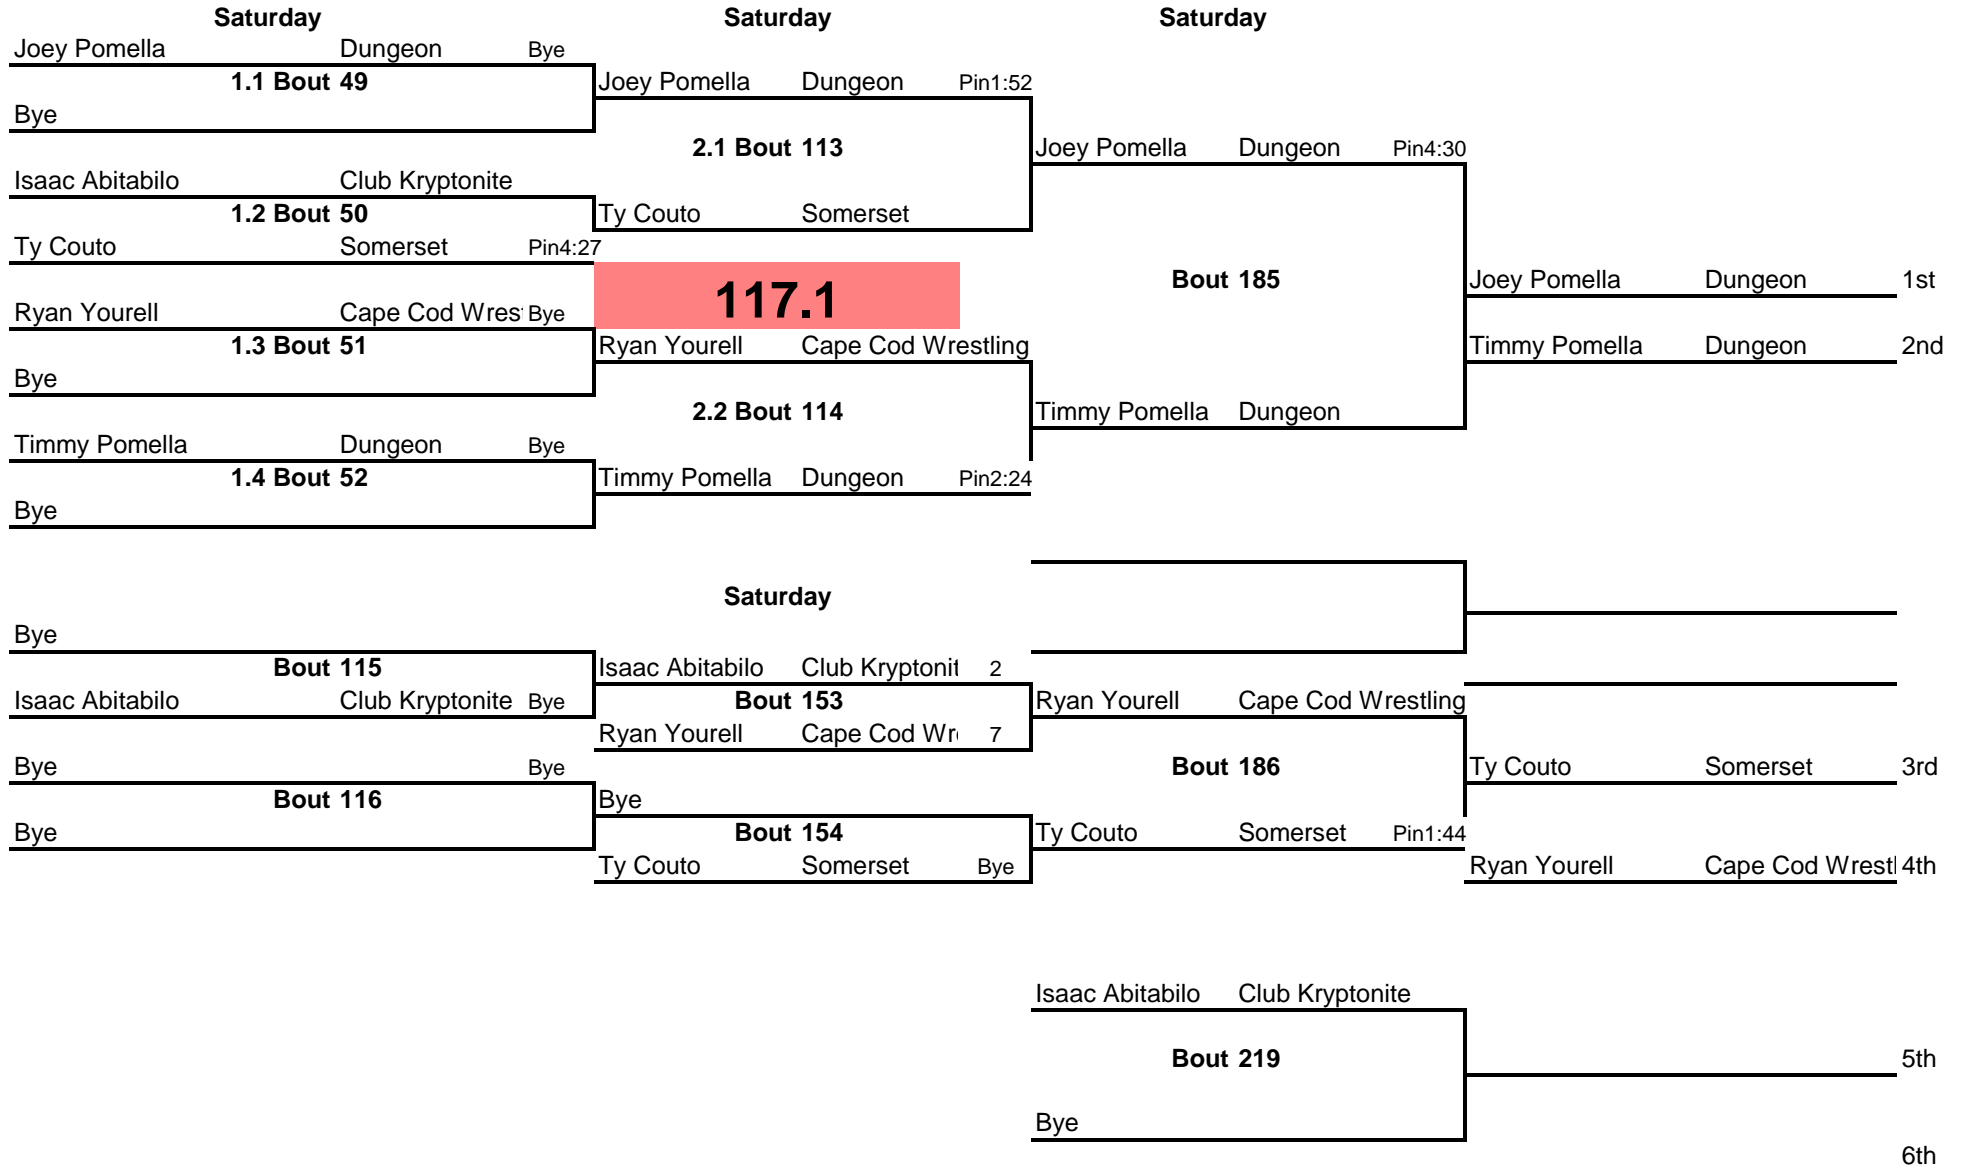 Saturday Saturday Saturday
Joey Pomella Dungeon Bye
1.1 Bout 49 Joey Pomella Dungeon Pin1:52
Bye
2.1 Bout 113 Joey Pomella Dungeon Pin4:30
Isaac Abitabilo Club Kryptonite
1.2 Bout 50 Ty Couto Somerset
Ty Couto Somerset Pin4:27
117.1 Bout 185 Joey Pomella Dungeon 1st
Ryan Yourell Cape Cod Wres Bye
1.3 Bout 51 Ryan Yourell Cape Cod Wrestling Timmy Pomella Dungeon 2nd
Bye
2.2 Bout 114 Timmy Pomella Dungeon
Timmy Pomella Dungeon Bye
1.4 Bout 52 Timmy Pomella Dungeon Pin2:24
Bye
Saturday
Bye
Bout 115 Isaac Abitabilo Club Kryptonit 2
Isaac Abitabilo Club Kryptonite Bye Bout 153 Ryan Yourell Cape Cod Wrestling
Ryan Yourell Cape Cod Wr 7
Bye Bye Bout 186 Ty Couto Somerset 3rd
Bout 116 Bye
Bye Bout 154 Ty Couto Somerset Pin1:44
Ty Couto Somerset Bye Ryan Yourell Cape Cod Wrest 4th
Isaac Abitabilo Club Kryptonite
Bout 219 5th
Bye
6th